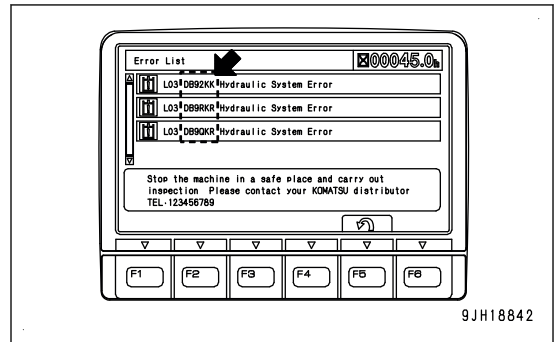 Error List 00045.0h
L03 DB92KK Hydraulic System Error
L03 DB9RKR Hydraulic System Error
L03 DB9QKR Hydraulic System Error
Stop the machine in a safe place and carry out
inspection Please contact your KOMATSU distributor
TEL·123456789
F1 F2 F3 F4 F5 F6
9JH18842